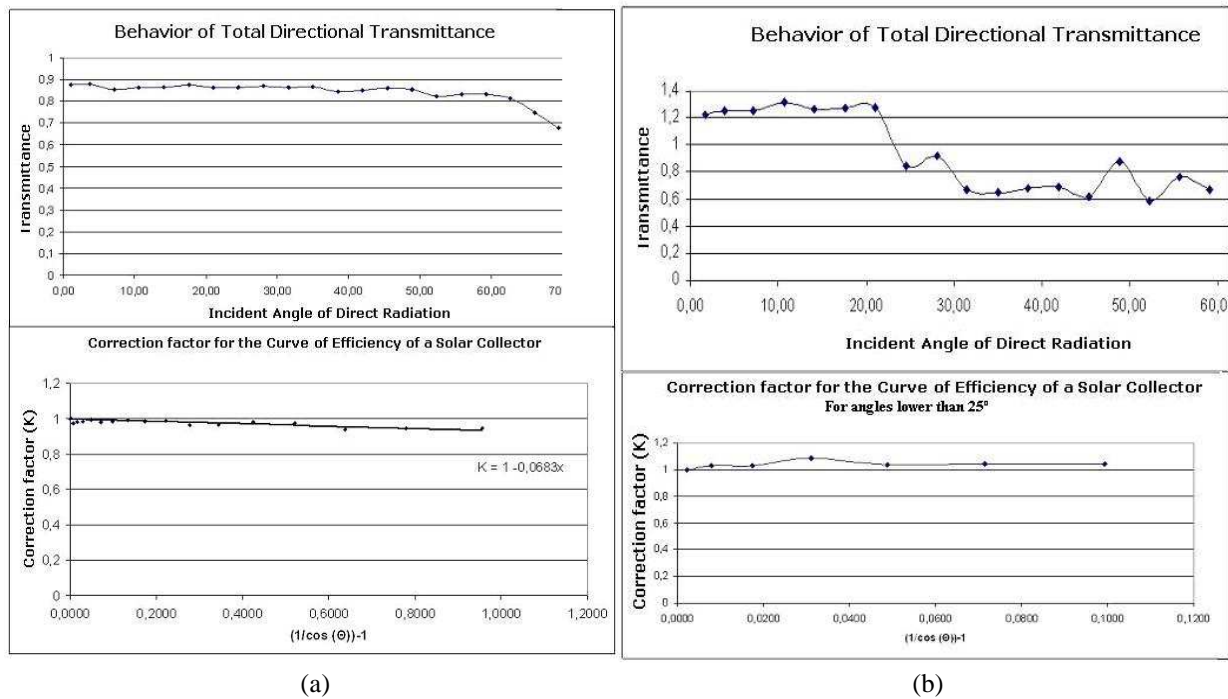 Behavior of Total Directional Transmittance
Transmittance
1
0,9
0,8
0,7
0,6
0,5
0,4
0,3
0,2
0,1
0
0,00 10,00 20,00 30,00 40,00 50,00 60,00 70
Incident Angle of Direct Radiation
Correction factor for the Curve of Efficiency of a Solar Collector
Correction factor (K)
1,2
1
0,8
0,6
0,4
0,2
0
K = 1 -0,0683x
0,0000 0,2000 0,4000 0,6000 0,8000 1,0000 1,2000
(1/cos (Θ))-1
(a)
Behavior of Total Directional Transmittance
Transmittance
1,4
1,2
1
0,8
0,6
0,4
0,2
0
0,00 10,00 20,00 30,00 40,00 50,00 60,0
Incident Angle of Direct Radiation
Correction factor for the Curve of Efficiency of a Solar Collector
For angles lower than 25°
Correction factor (K)
1,2
1
0,8
0,6
0,4
0,2
0
0,0000 0,0200 0,0400 0,0600 0,0800 0,1000 0,1200
(1/cos (Θ))-1
(b)